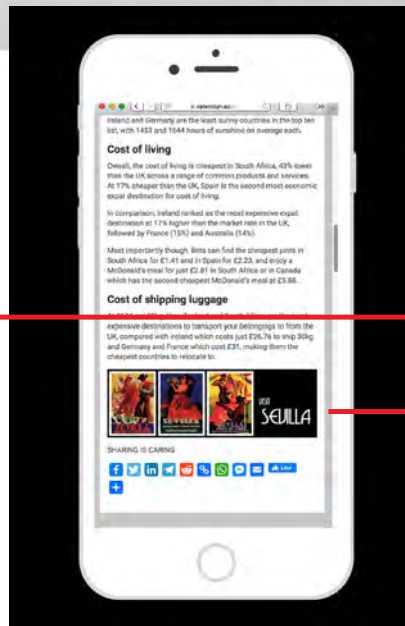 Ireland and Germany are the least sunny countries in the top ten
list, with 1453 and 1644 hours of sunshine on average each.
Cost of living
Overall, the cost of living is cheapest in South Africa, 43% lower
than the UK across a range of common products and services.
At 17% cheaper than the UK, Spain is the second most economic
expat destination for cost of living.
In comparison, Ireland ranked as the most expensive expat
destination at 17% higher than the market rate in the UK,
followed by France (15%) and Australia (14%).
Most importantly though, Brits can find the cheapest pints in
South Africa for £1.41 and in Spain for £2.23, and enjoy a
McDonald's meal for just £2.81 in South Africa or in Canada
which has the second cheapest McDonald's meal at £5.88.
Cost of shipping luggage
expensive destinations to transport your belongings to from the
UK, compared with Ireland which costs just £26.76 to ship 30kg
and Germany and France which cost £31, making them the
cheapest countries to relocate to.
SEVILLA
SEVILLA
SEVILLA
VISIT
SEVILLA
SHARING IS CARING
Like